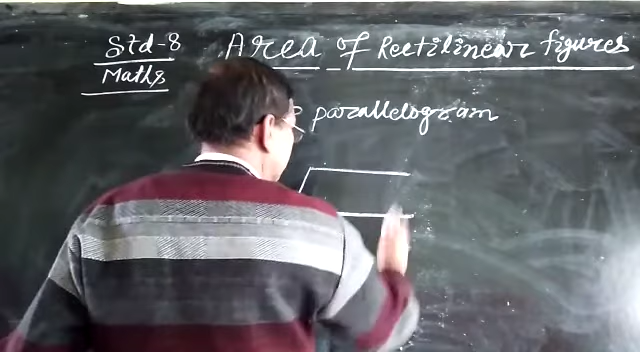 Std-8
Maths
Area of Rectilinear figures
parallelogram